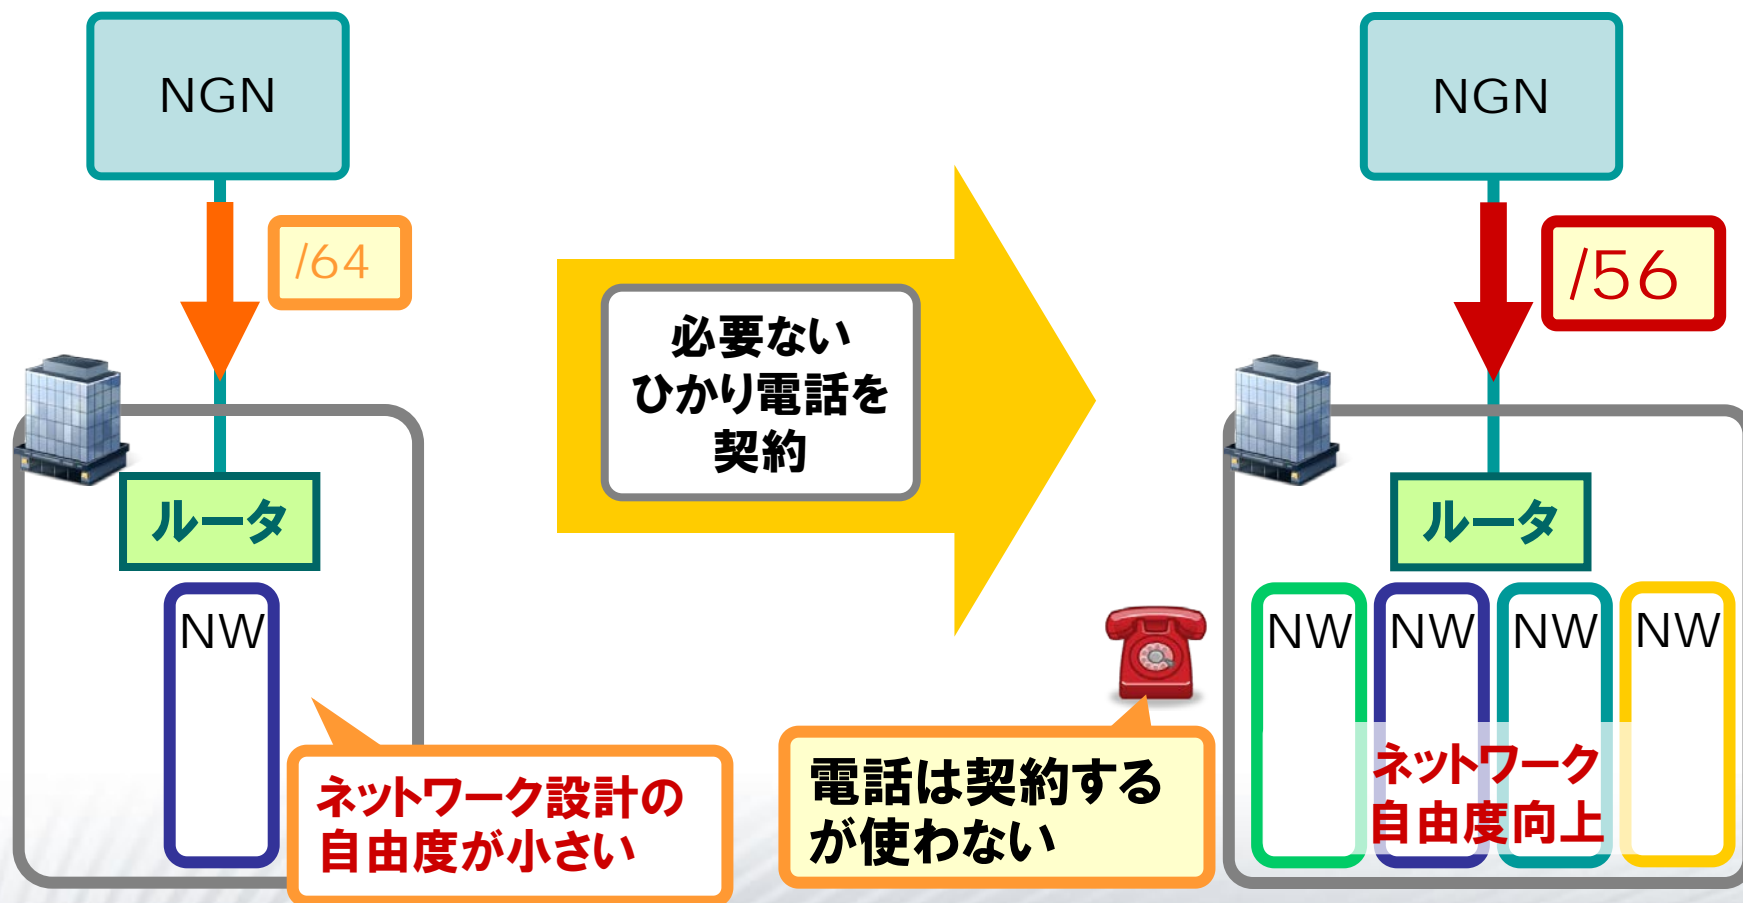 NGN
/64
ルータ
NW
ネットワーク設計の
自由度が小さい
必要ない
ひかり電話を
契約
NGN
/56
ルータ
NW
NW
NW
NW
ネットワーク
自由度向上
電話は契約する
が使わない